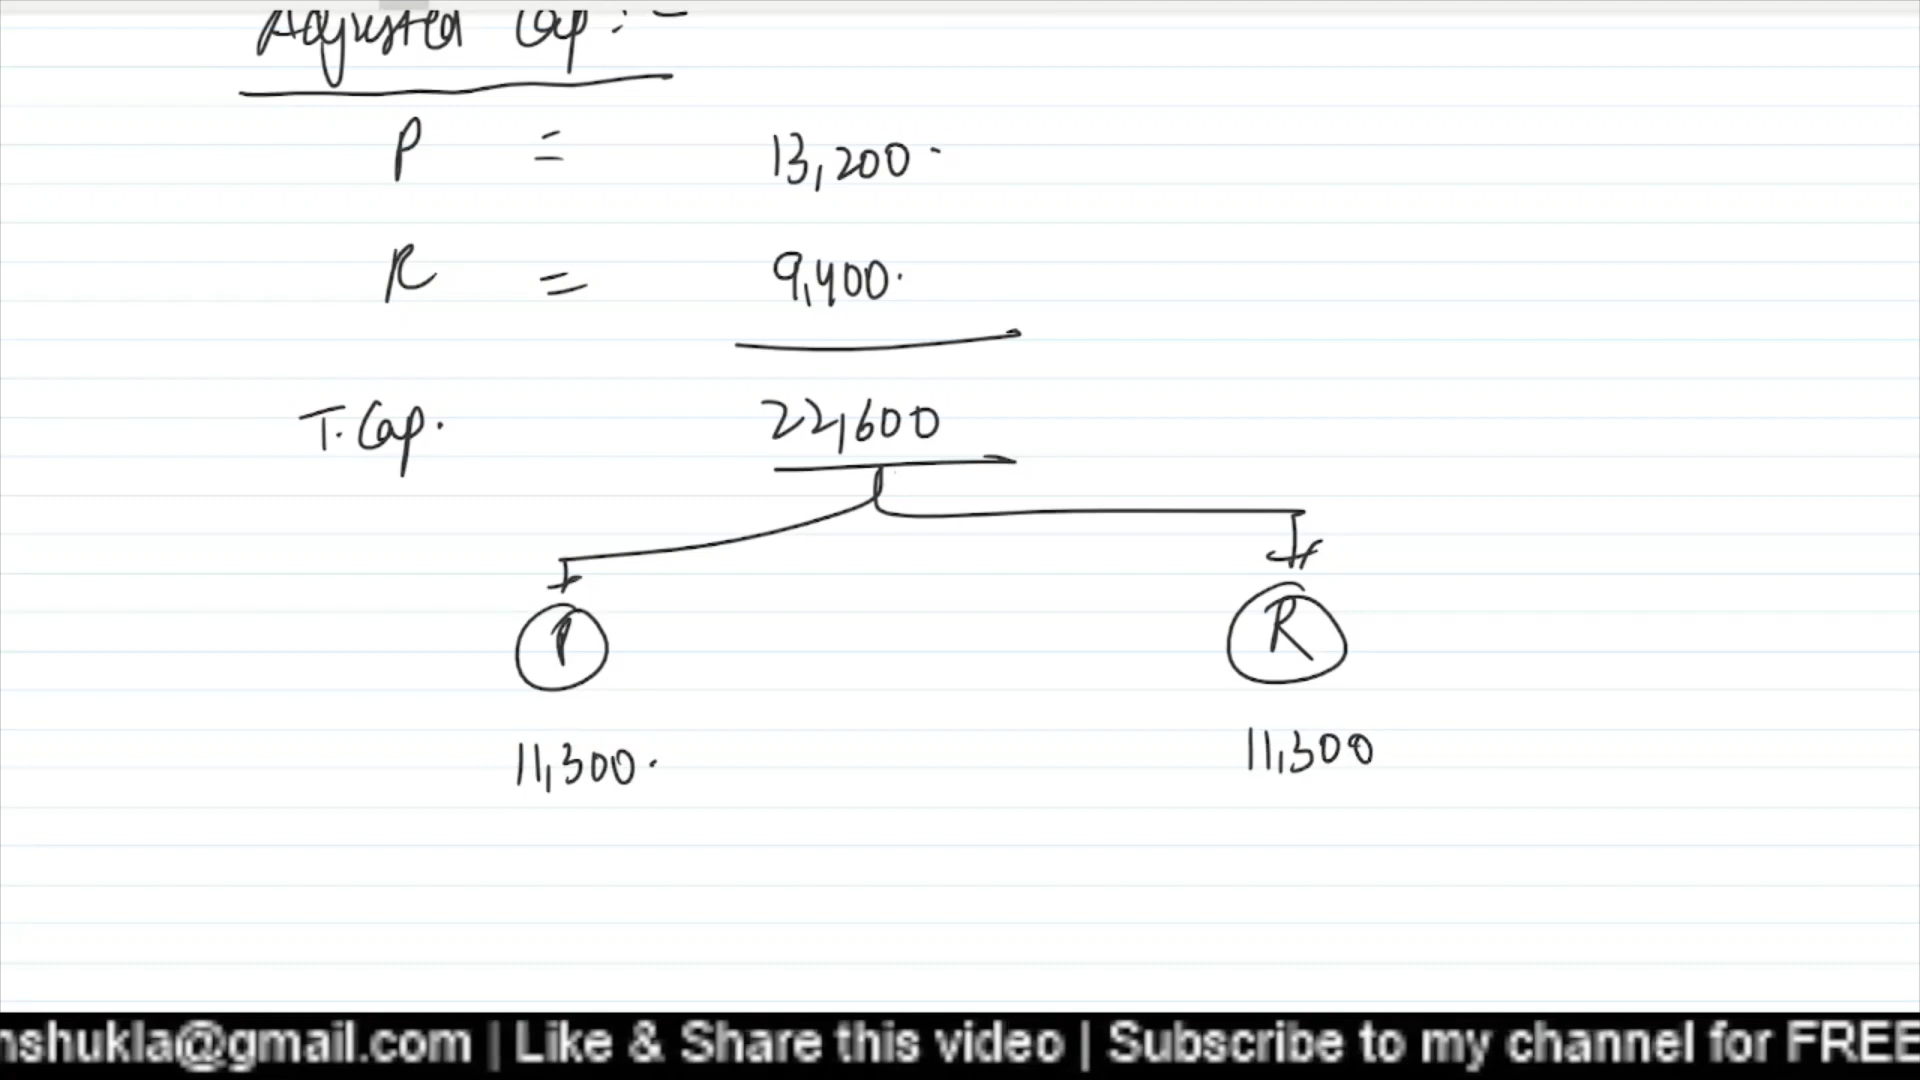 Adjusted Cap:-
P = 13,200.
R = 9,400.
T. Cap. 22,600
P R
11,300. 11,300
nshukla@gmail.com | Like & Share this video | Subscribe to my channel for FREE